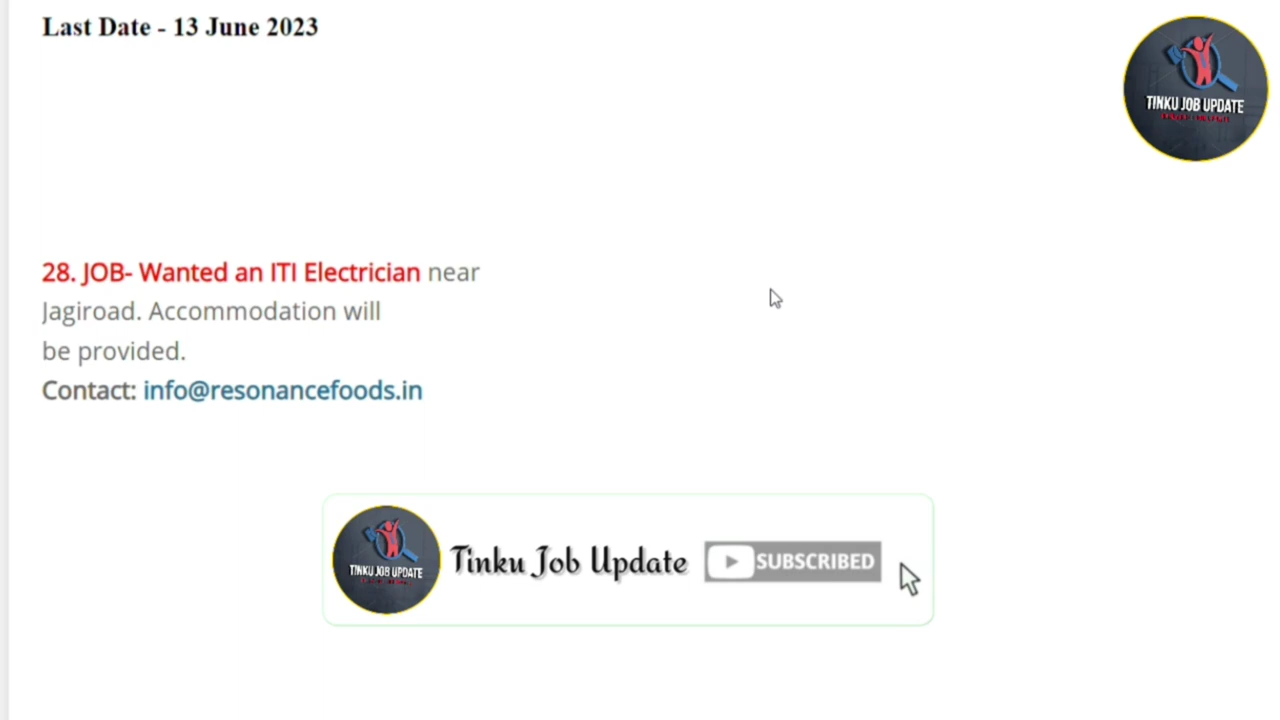 Last Date - 13 June 2023
TINKU JOB UPDATE
28. JOB- Wanted an ITI Electrician near
Jagiroad. Accommodation will
be provided.
Contact: info@resonancefoods.in
TINKU JOB UPDATE
Tinku Job Update
SUBSCRIBED